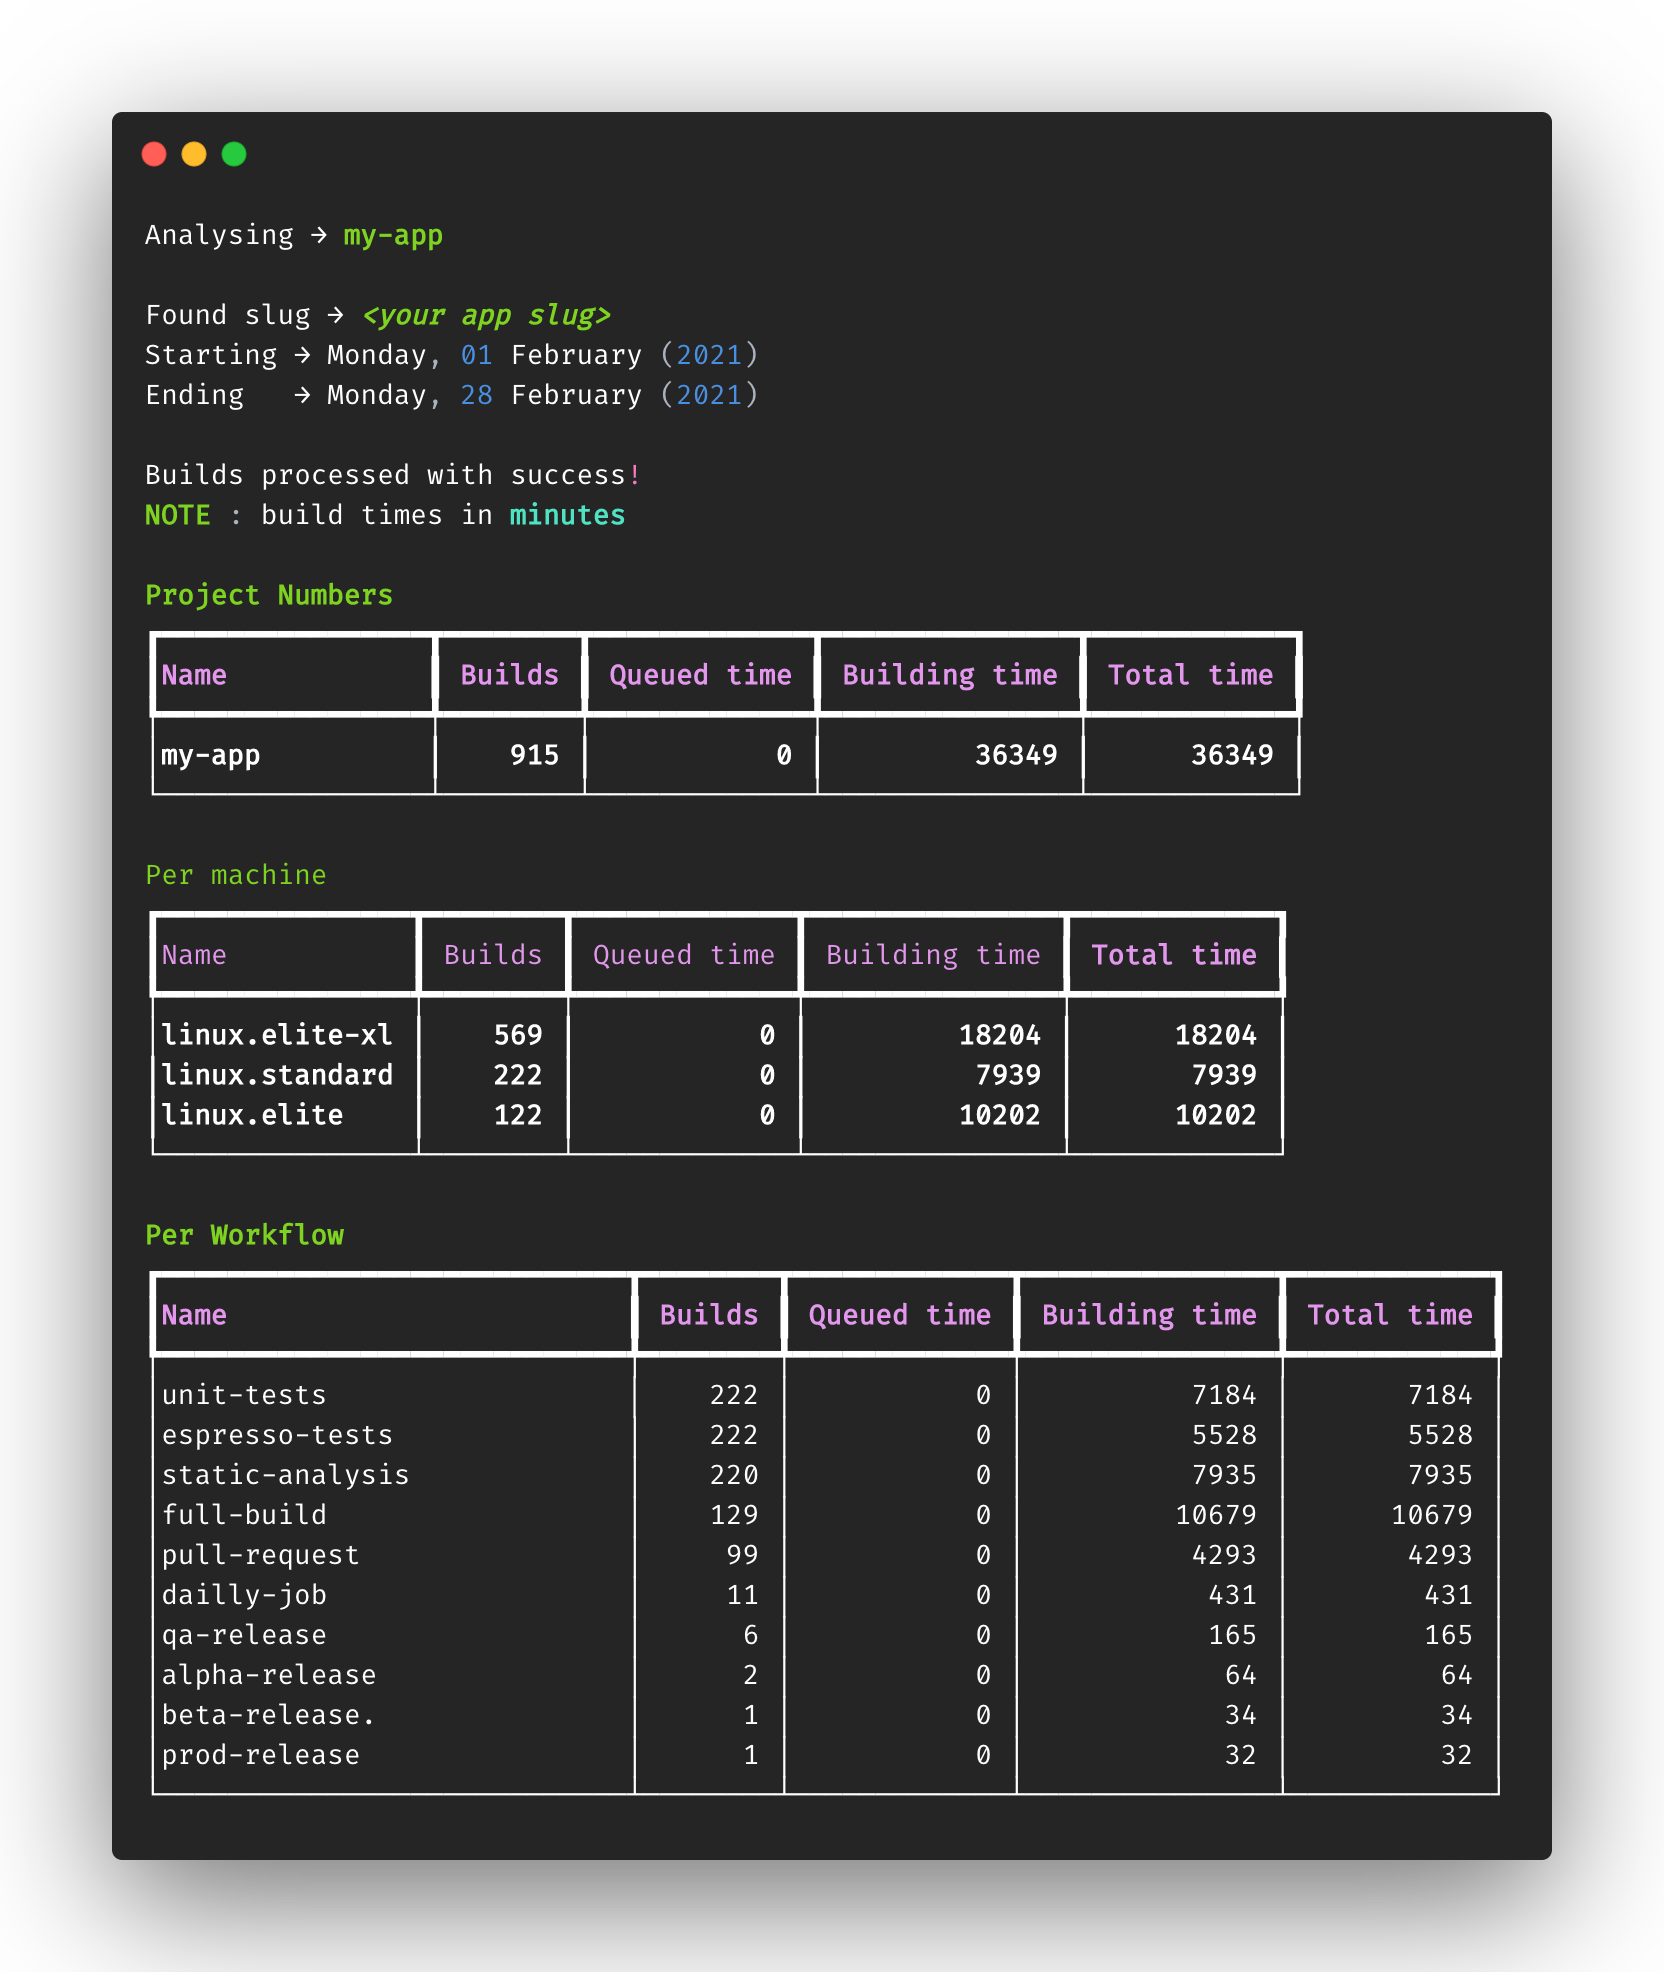 Analysing → my-app
Found slug → <your app slug>
Starting → Monday, 01 February (2021)
Ending → Monday, 28 February (2021)
Builds processed with success!
NOTE : build times in minutes
Project Numbers
Name Builds Queued time Building time Total time
my-app 915 0 36349 36349
Per machine
Name Builds Queued time Building time Total time
linux.elite-xl 569 0 18204 18204
linux.standard 222 0 7939 7939
linux.elite 122 0 10202 10202
Per Workflow
Name Builds Queued time Building time Total time
unit-tests 222 0 7184 7184
espresso-tests 222 0 5528 5528
static-analysis 220 0 7935 7935
full-build 129 0 10679 10679
pull-request 99 0 4293 4293
dailly-job 11 0 431 431
qa-release 6 0 165 165
alpha-release 2 0 64 64
beta-release. 1 0 34 34
prod-release 1 0 32 32